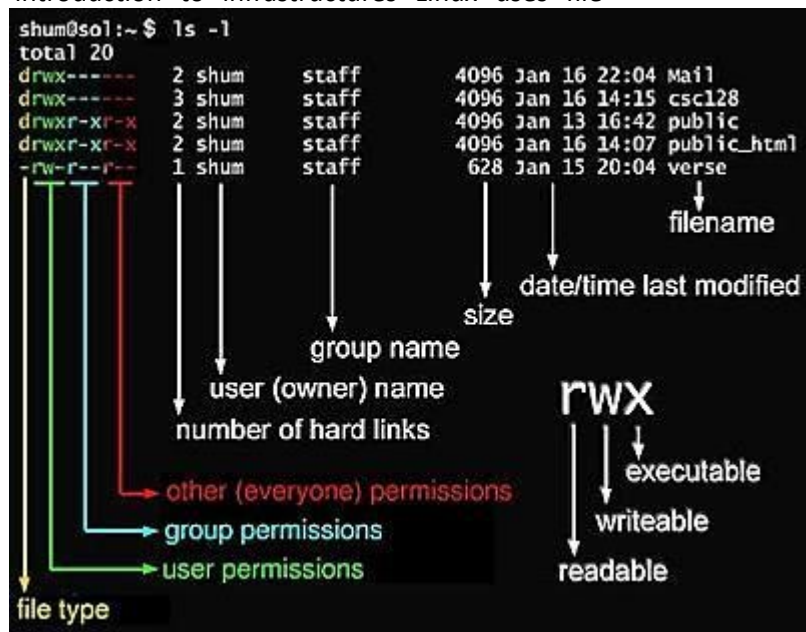 introduction to infrastructures Linux uses file
shum@sol:~$ ls -l
total 20
drwx------ 2 shum staff 4096 Jan 16 22:04 Mail
drwx------ 3 shum staff 4096 Jan 16 14:15 csc128
drwxr-xr-x 2 shum staff 4096 Jan 13 16:42 public
drwxr-xr-x 2 shum staff 4096 Jan 16 14:07 public_html
-rw-r--r-- 1 shum staff 628 Jan 15 20:04 verse
filename
date/time last modified
size
group name
user (owner) name
number of hard links
rwx
executable
writeable
readable
other (everyone) permissions
group permissions
user permissions
file type